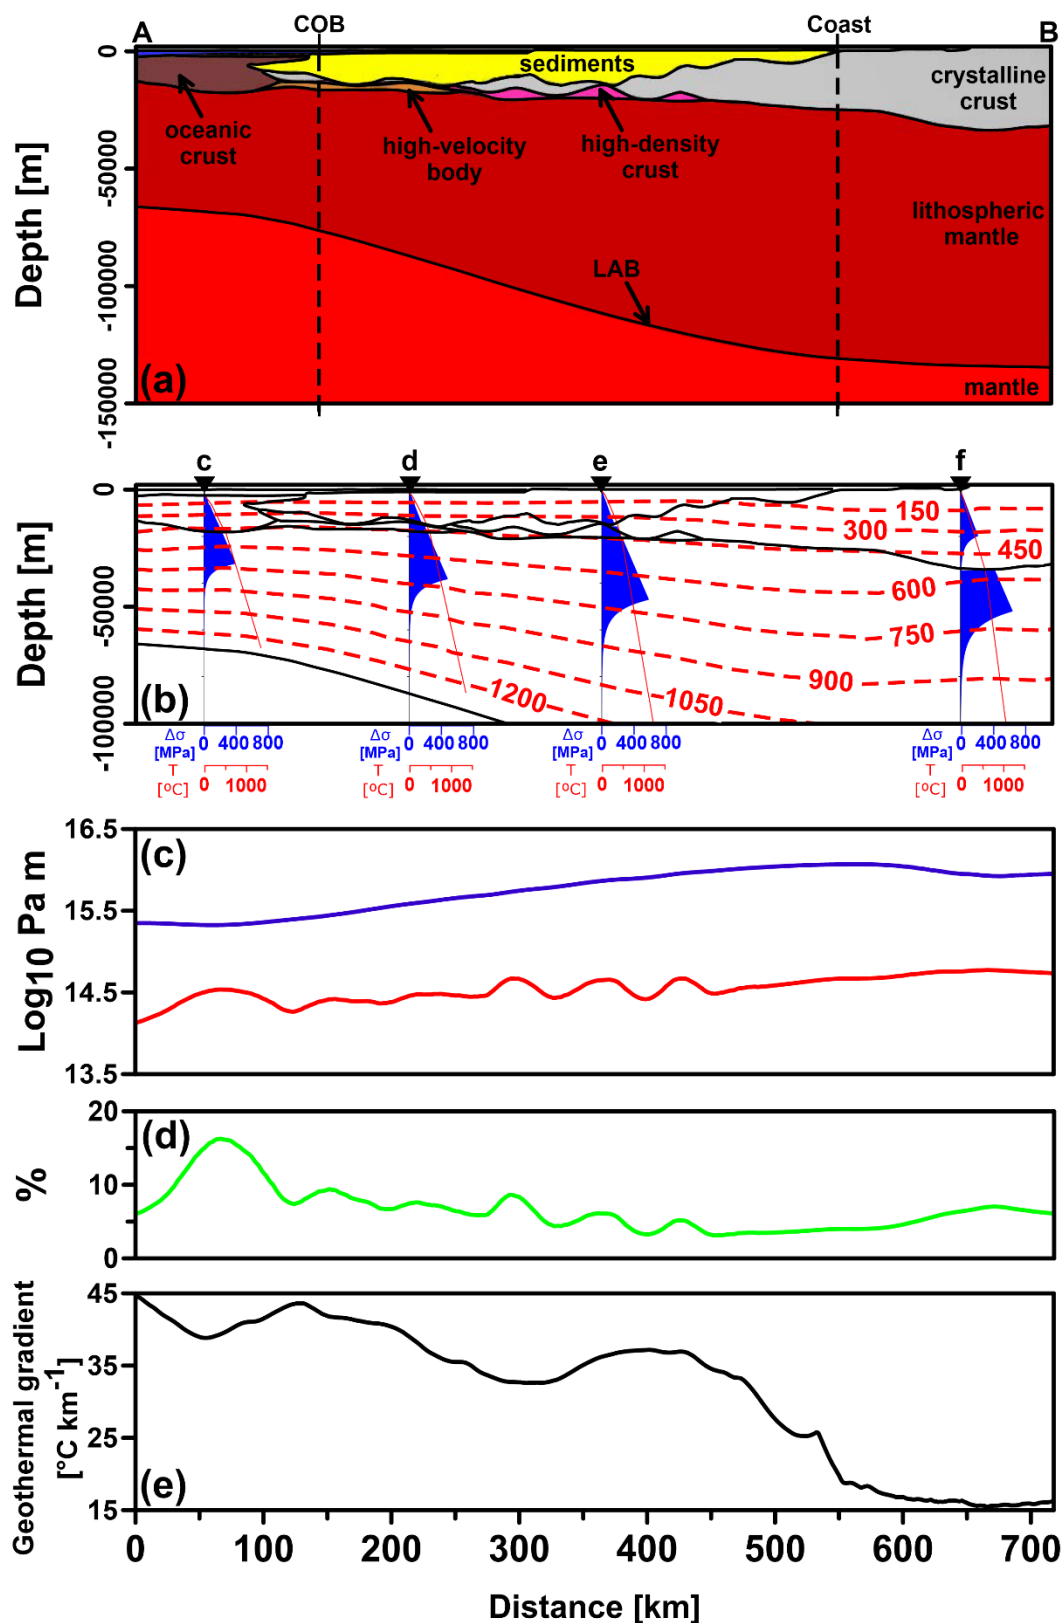 A COB Coast B
0
-50000
-100000
-150000
Depth [m]
sediments
crystalline
crust
oceanic
crust
high-velocity
body
high-density
crust
lithospheric
mantle
LAB
mantle
(a)
c d e f
0
-50000
-100000
Depth [m]
150
300
450
600
750
900
1050
1200
(b)
Δσ
[MPa]
0 400 800
T
[ºC]
0 1000
Δσ
[MPa]
0 400 800
T
[ºC]
0 1000
Δσ
[MPa]
0 400 800
T
[ºC]
0 1000
Δσ
[MPa]
0 400 800
T
[ºC]
0 1000
16.5
15.5
14.5
13.5
Log10 Pa m
(c)
20
10
0
%
(d)
45
35
25
15
Geothermal gradient
[°C km-1]
(e)
0 100 200 300 400 500 600 700
Distance [km]